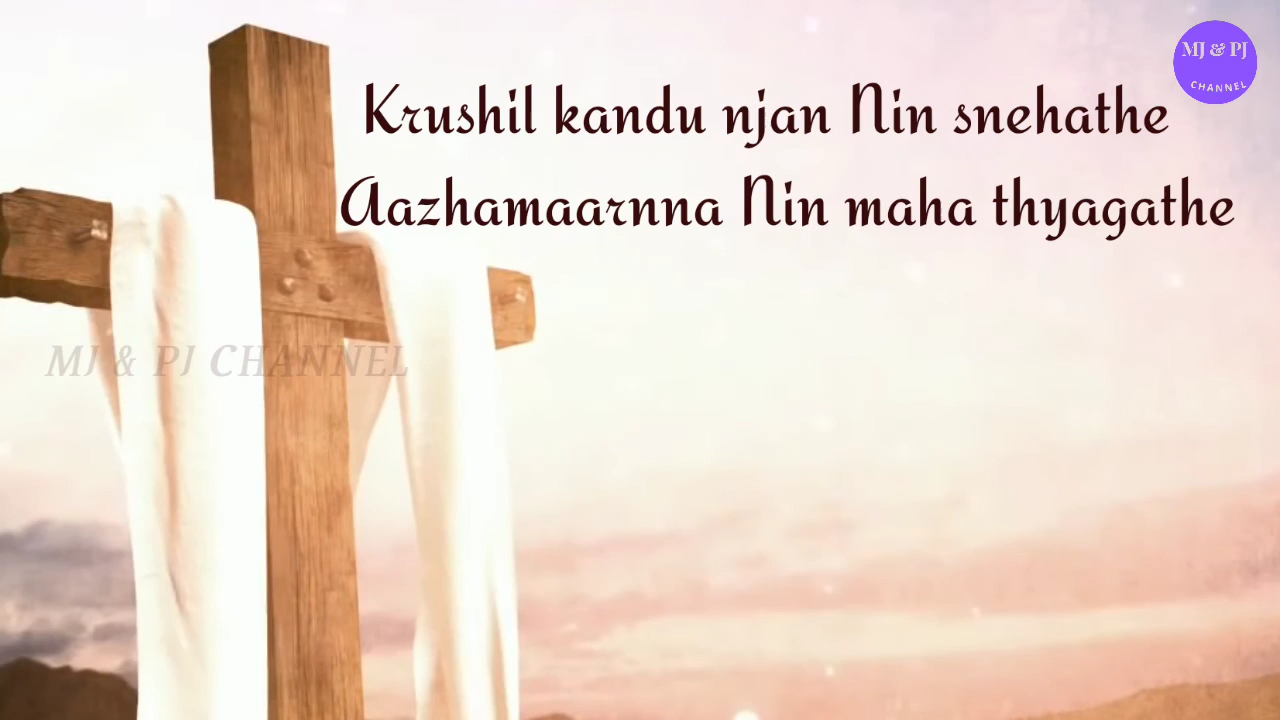 MJ & PJ
CHANNEL
Krushil kandu njan Nin snehathe
Aazhamaarnna Nin maha thyagathe
MJ & PJ CHANNEL